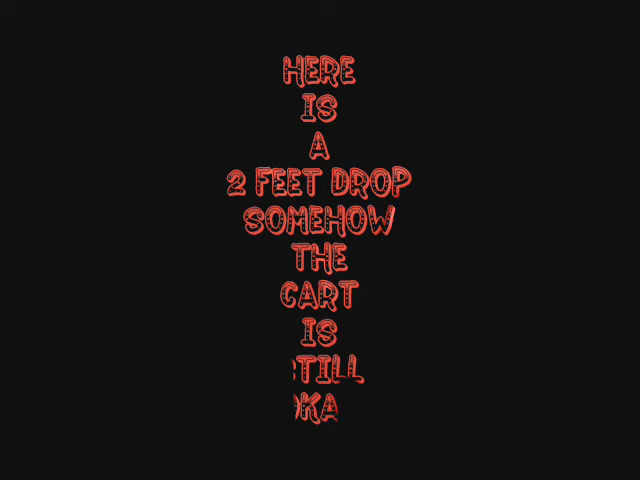 HERE
IS
A
2 FEET DROP
SOMEHOW
THE
CART
IS
STILL